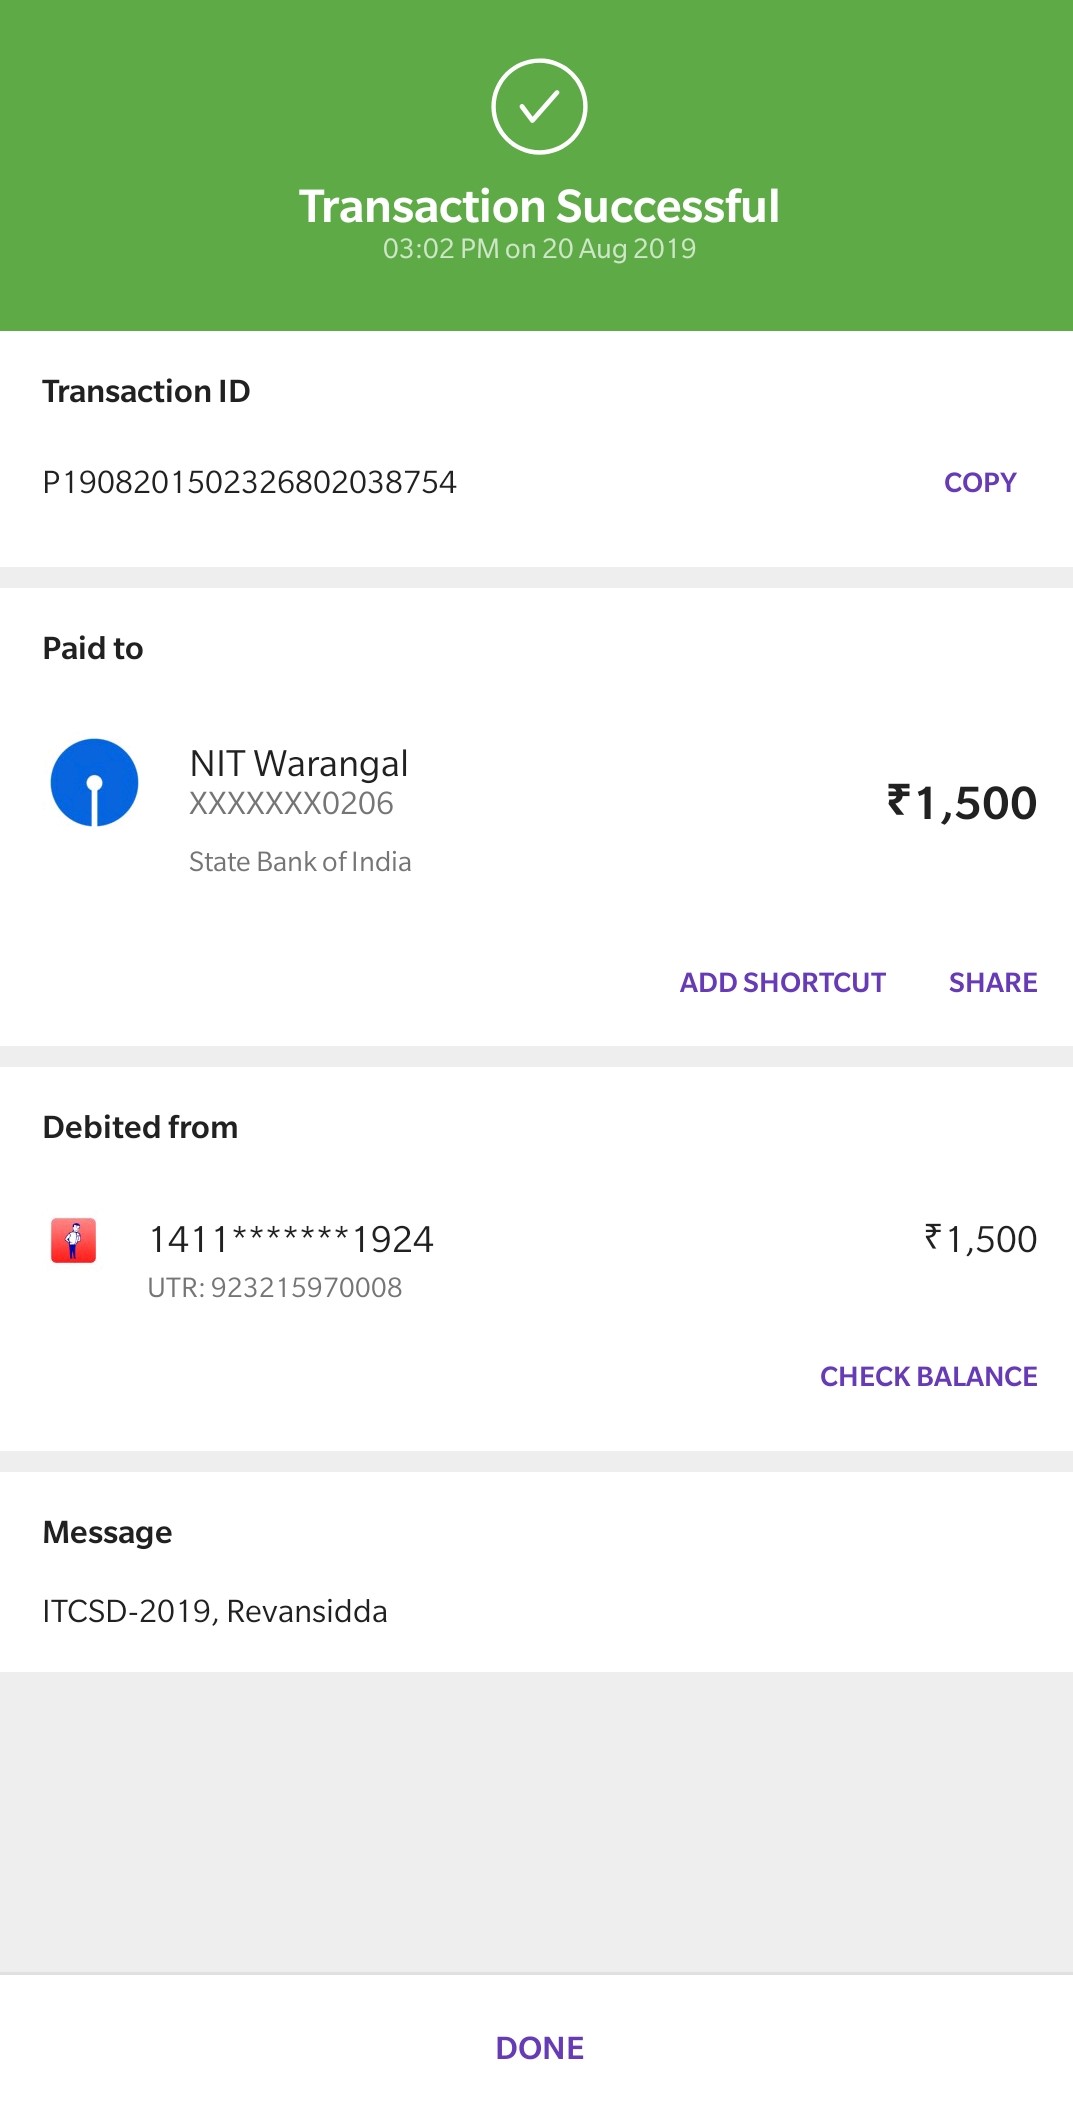 Transaction Successful
03:02 PM on 20 Aug 2019
Transaction ID
P1908201502326802038754
COPY
Paid to
NIT Warangal
XXXXXXX0206
₹1,500
State Bank of India
ADD SHORTCUT
SHARE
Debited from
1411*******1924
₹1,500
UTR: 923215970008
CHECK BALANCE
Message
ITCSD-2019, Revansidda
DONE